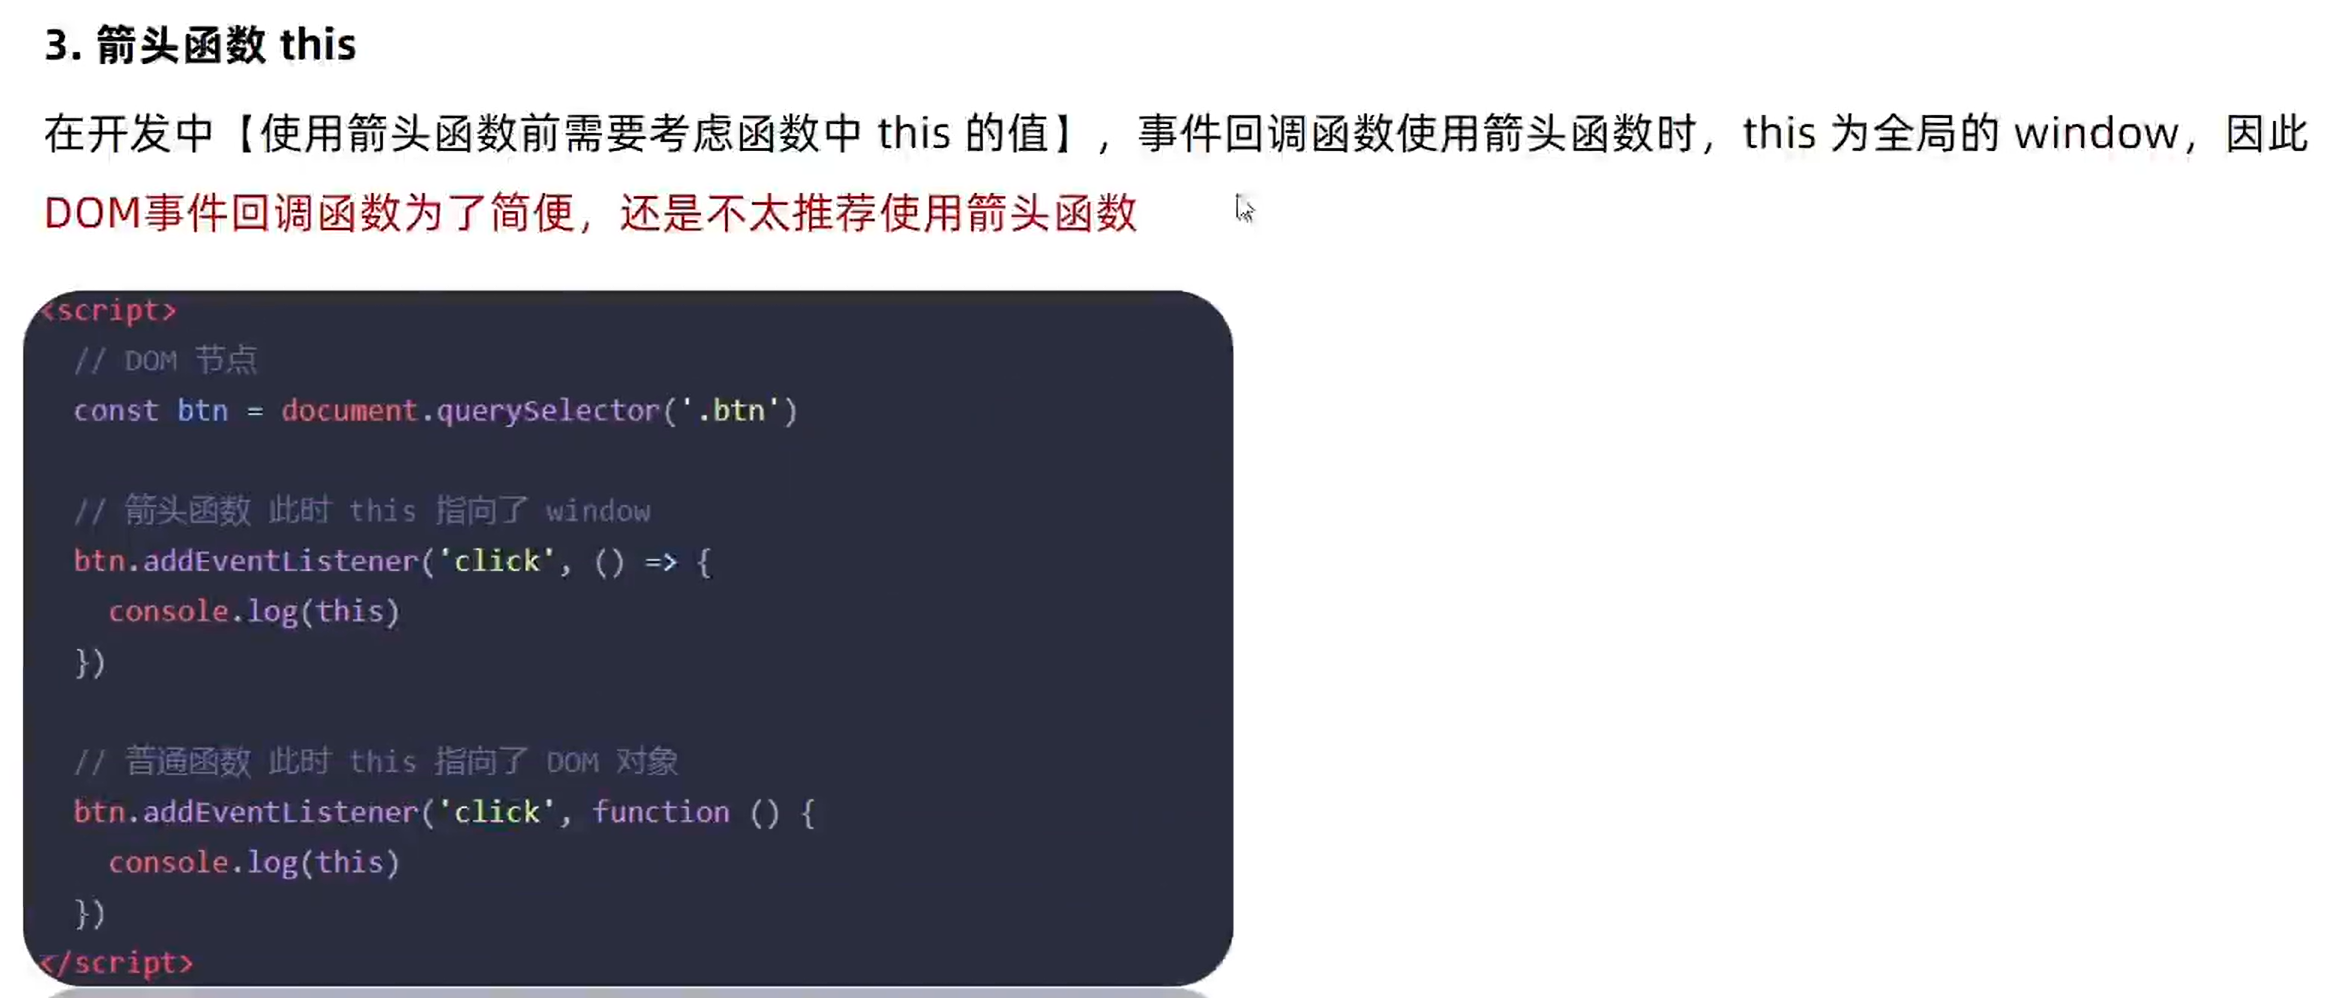 3. 箭头函数 this
在开发中【使用箭头函数前需要考虑函数中 this 的值】，事件回调函数使用箭头函数时，this 为全局的 window，因此
DOM事件回调函数为了简便，还是不太推荐使用箭头函数
<script>
// DOM 节点
const btn = document.querySelector('.btn')
// 箭头函数 此时 this 指向了 window
btn.addEventListener('click', () => {
console.log(this)
})
// 普通函数 此时 this 指向了 DOM 对象
btn.addEventListener('click', function () {
console.log(this)
})
</script>